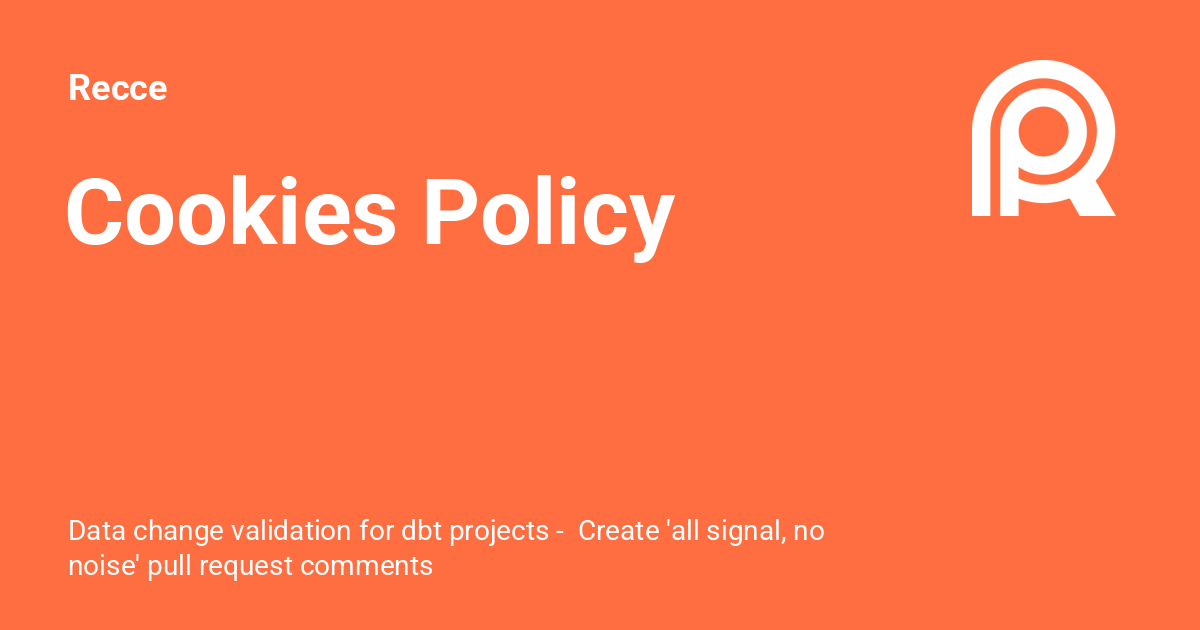 Recce
Cookies Policy
Data change validation for dbt projects -  Create 'all signal, no
noise' pull request comments